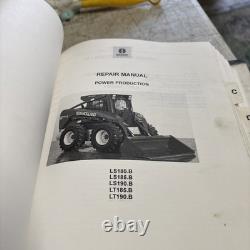 REPAIR MANUAL
POWER PRODUCTION
LS180.B
LS185.B
LS190.B
LT185.B
LT190.B
C